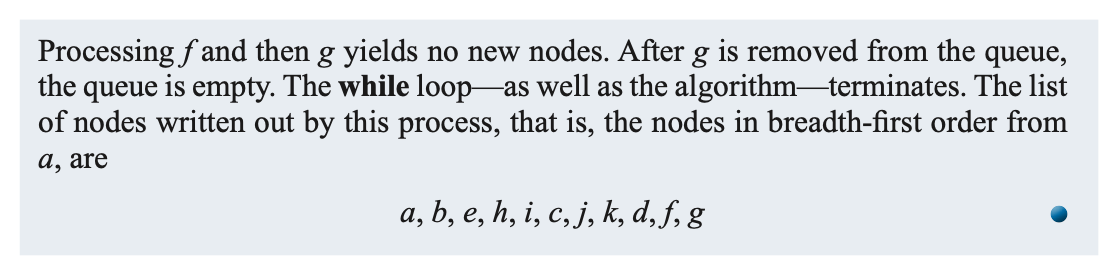 Processing f and then g yields no new nodes. After g is removed from the queue,
the queue is empty. The while loop—as well as the algorithm—terminates. The list
of nodes written out by this process, that is, the nodes in breadth-first order from
a, are
a, b, e, h, i, c, j, k, d, f, g